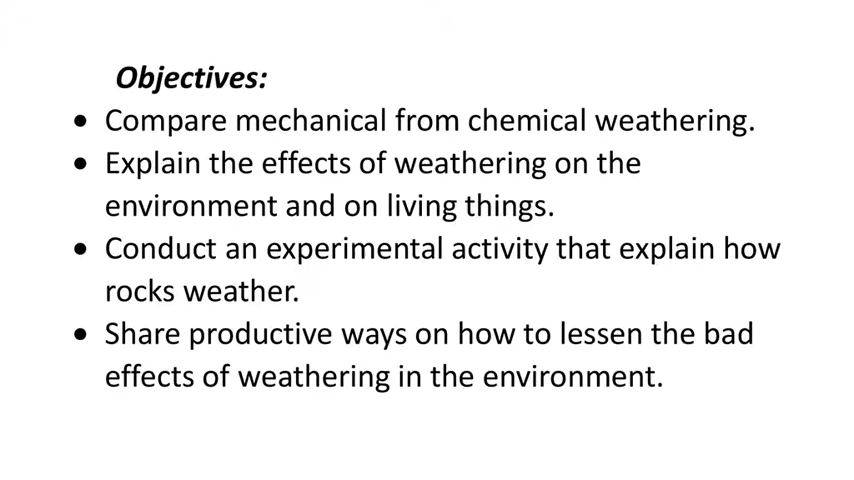 Objectives:
• Compare mechanical from chemical weathering.
• Explain the effects of weathering on the
environment and on living things.
• Conduct an experimental activity that explain how
rocks weather.
• Share productive ways on how to lessen the bad
effects of weathering in the environment.